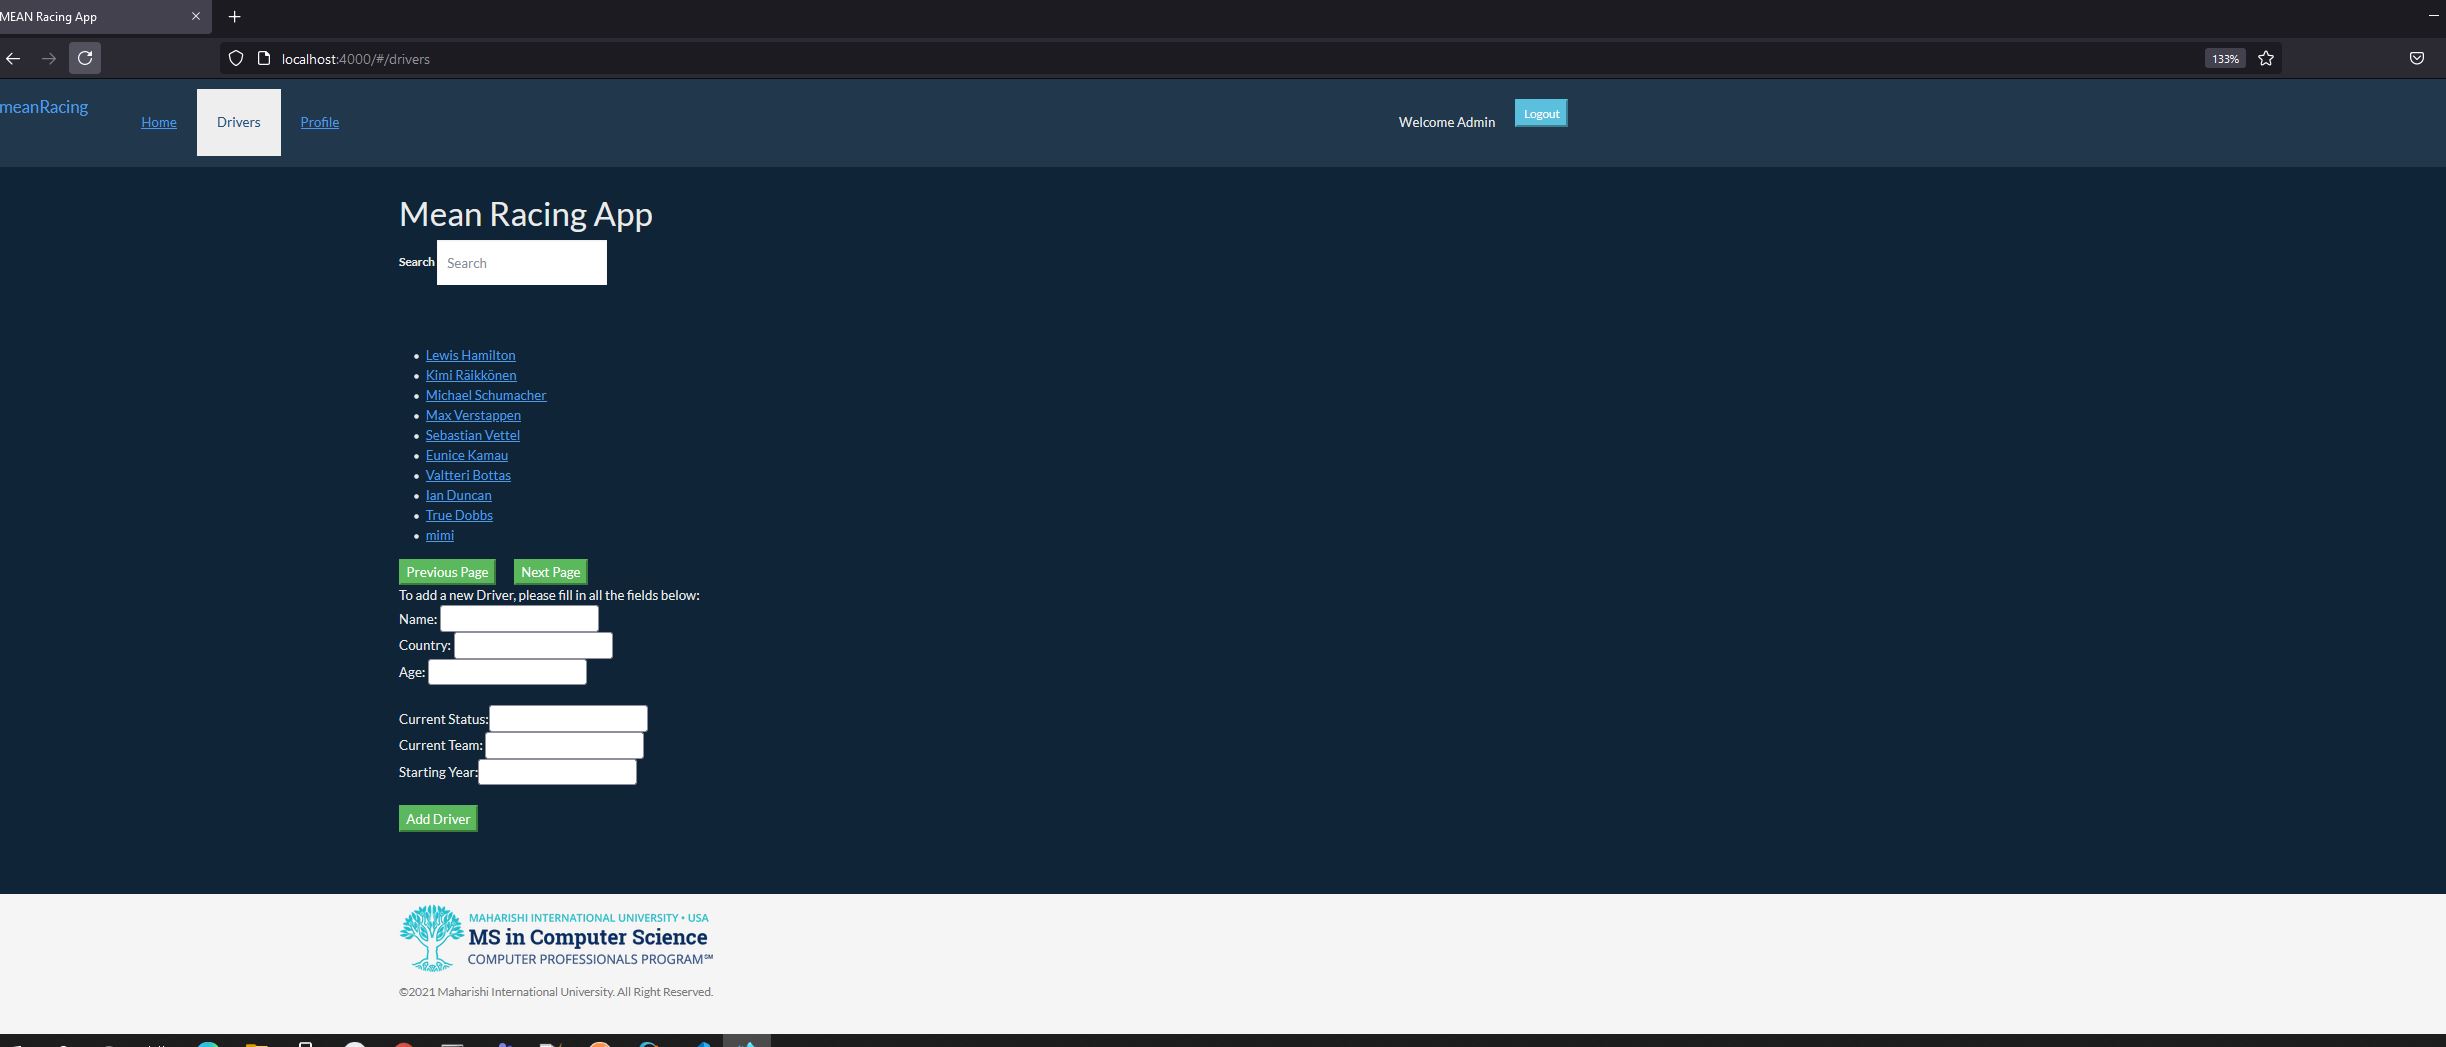 MEAN Racing App
localhost:4000/#/drivers
133%
meanRacing
Home
Drivers
Profile
Welcome Admin
Logout
Mean Racing App
Search
Search
Lewis Hamilton
Kimi Räikkönen
Michael Schumacher
Max Verstappen
Sebastian Vettel
Eunice Kamau
Valtteri Bottas
Ian Duncan
True Dobbs
mimi
Previous Page
Next Page
To add a new Driver, please fill in all the fields below:
Name:
Country:
Age:
Current Status:
Current Team:
Starting Year:
Add Driver
MAHARISHI INTERNATIONAL UNIVERSITY • USA
MS in Computer Science
COMPUTER PROFESSIONALS PROGRAM℠
©2021 Maharishi International University. All Right Reserved.